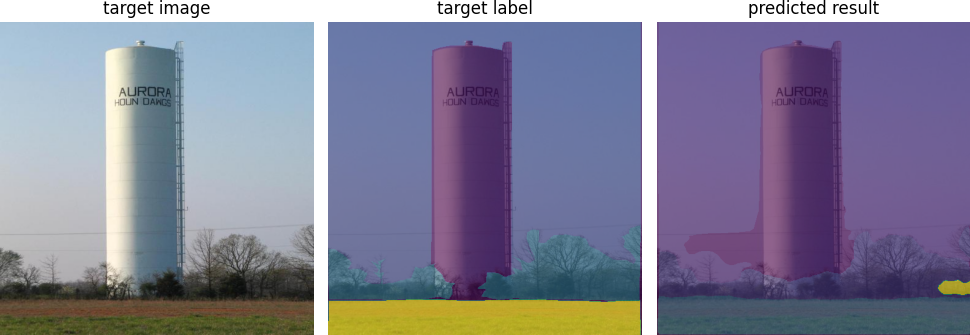 target image
target label
predicted result
AURORA
HOUN DAWGS
AURORA
HOUN DAWGS
AURORA
HOUN DAWGS